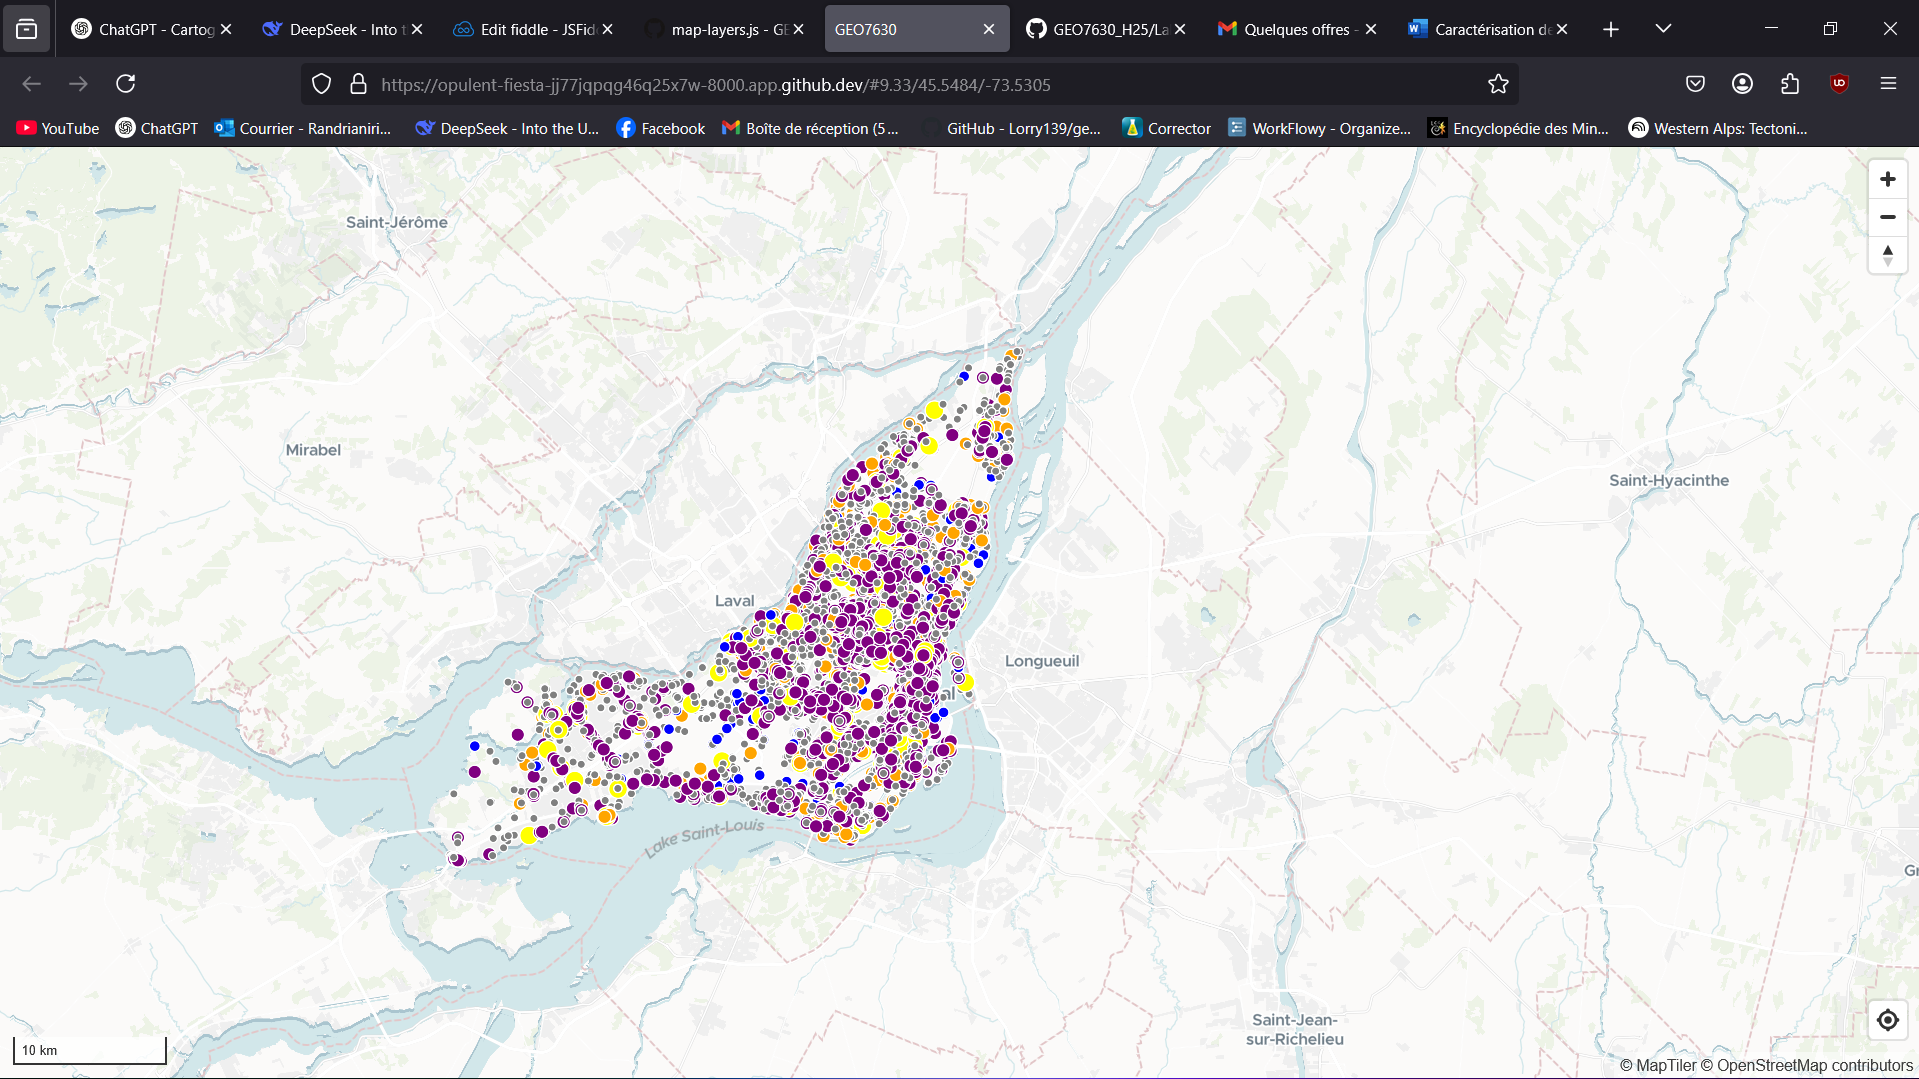 ChatGPT - Cartog
DeepSeek - Into t
Edit fiddle - JSFid
map-layers.js - GE
GEO7630
GEO7630_H25/La
Quelques offres -
Caractérisation de
https://opulent-fiesta-jj77jqpqg46q25x7w-8000.app.github.dev/#9.33/45.5484/-73.5305
YouTube
ChatGPT
Courrier - Randrianiri...
DeepSeek - Into the U...
Facebook
Boîte de réception (5 ...
GitHub - Lorry139/ge...
Corrector
WorkFlowy - Organize...
Encyclopédie des Min...
Western Alps: Tectoni...
Saint-Jérôme
Mirabel
Saint-Hyacinthe
Laval
Longueuil
al
Lake Saint-Louis
Gr
Saint-Jean-
sur-Richelieu
10 km
© MapTiler © OpenStreetMap contributors